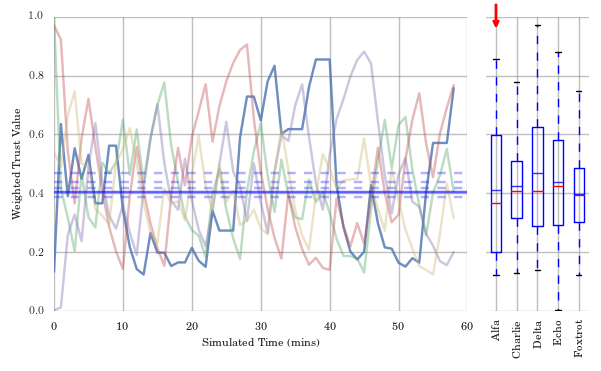 1.0
0.8
0.6
0.4
0.2
0.0
Weighted Trust Value
0 10 20 30 40 50 60
Simulated Time (mins)
Alfa
Charlie
Delta
Echo
Foxtrot